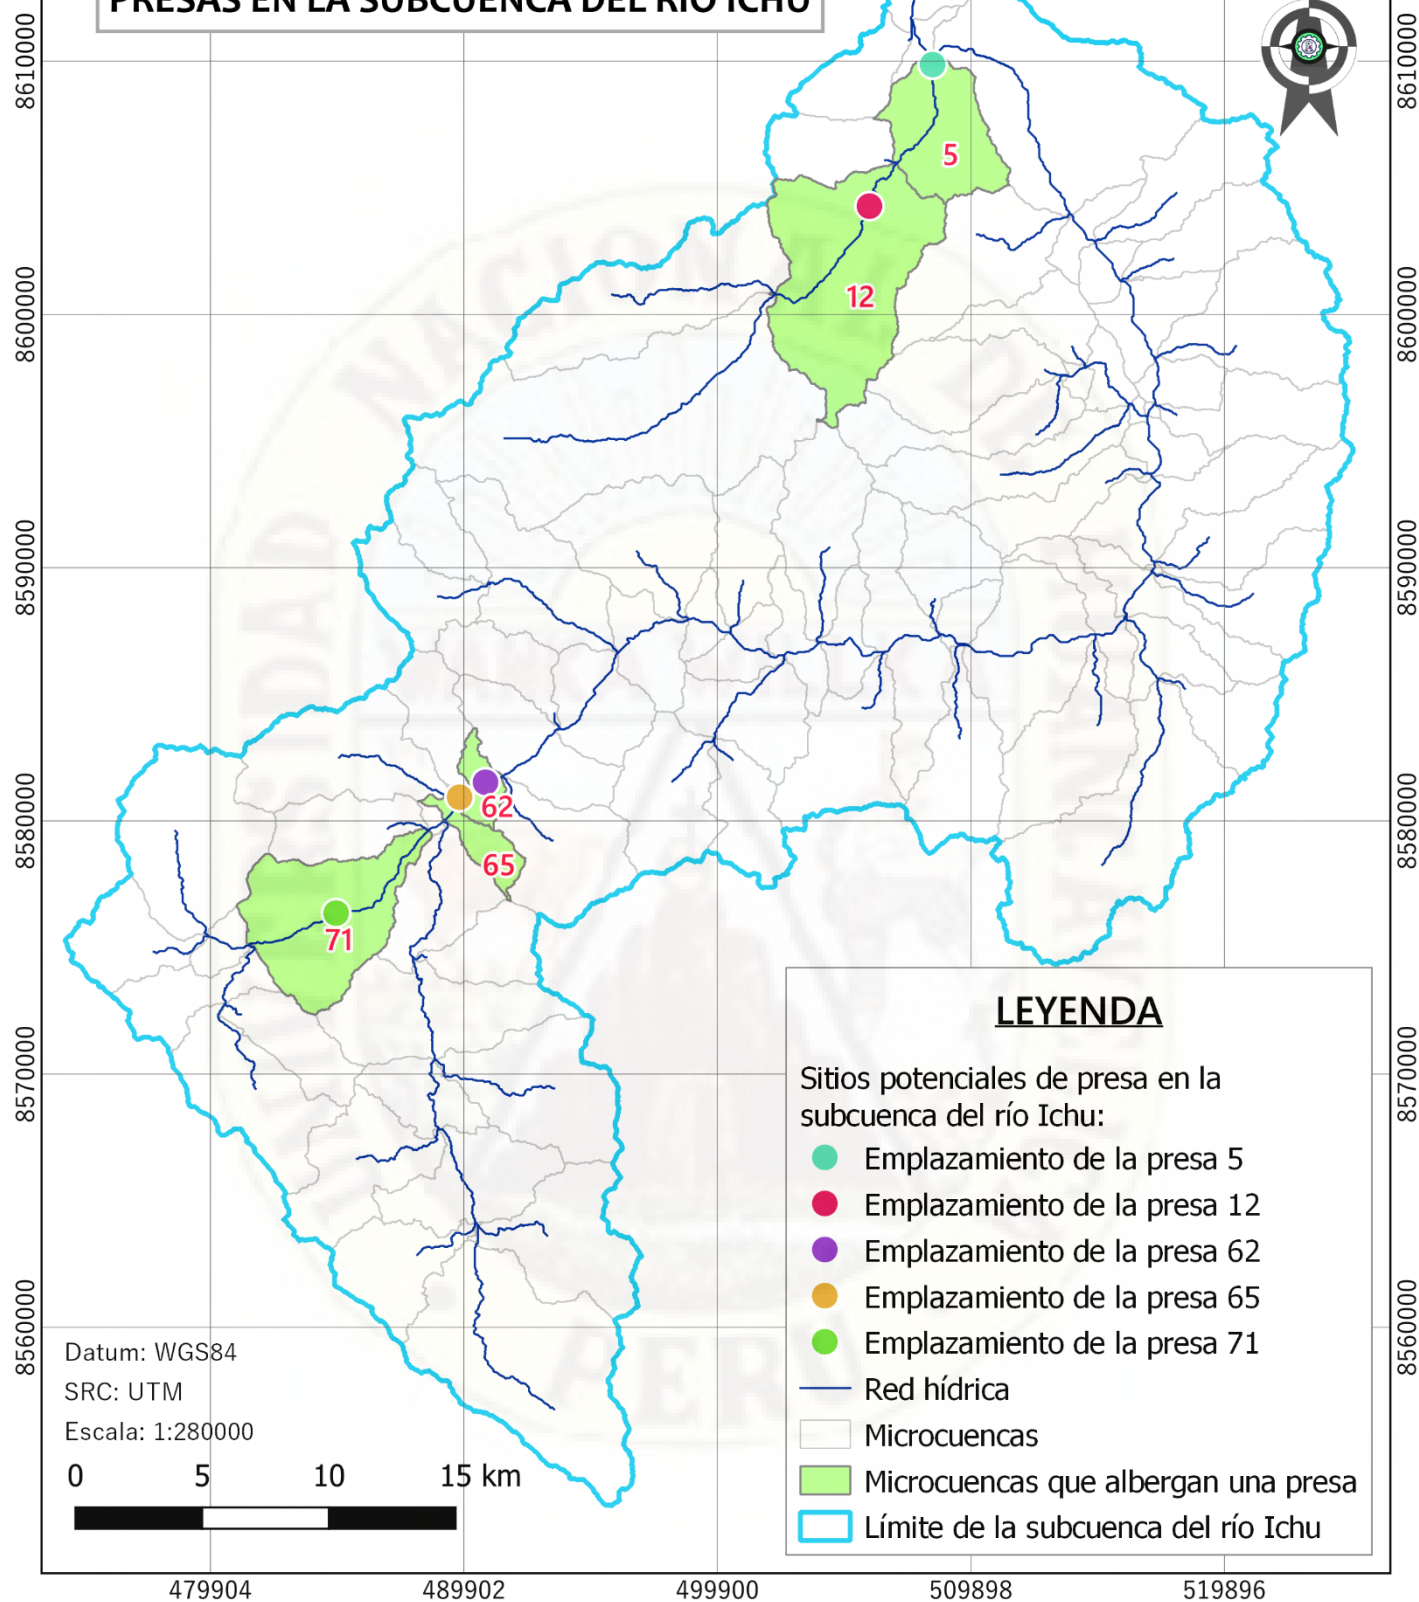 PRESAS EN LA SUBCUENCA DEL RÍO ICHU
8610000
8610000
5
12
8600000
8600000
8590000
8590000
62
8580000
8580000
65
71
LEYENDA
Sitios potenciales de presa en la
subcuenca del río Ichu:
Emplazamiento de la presa 5
Emplazamiento de la presa 12
Emplazamiento de la presa 62
Emplazamiento de la presa 65
Emplazamiento de la presa 71
Red hídrica
Microcuencas
Microcuencas que albergan una presa
Límite de la subcuenca del río Ichu
8570000
8570000
8560000
8560000
Datum: WGS84
SRC: UTM
Escala: 1:280000
0 5 10 15 km
479904 489902 499900 509898 519896
NACIONAL DE
PERU